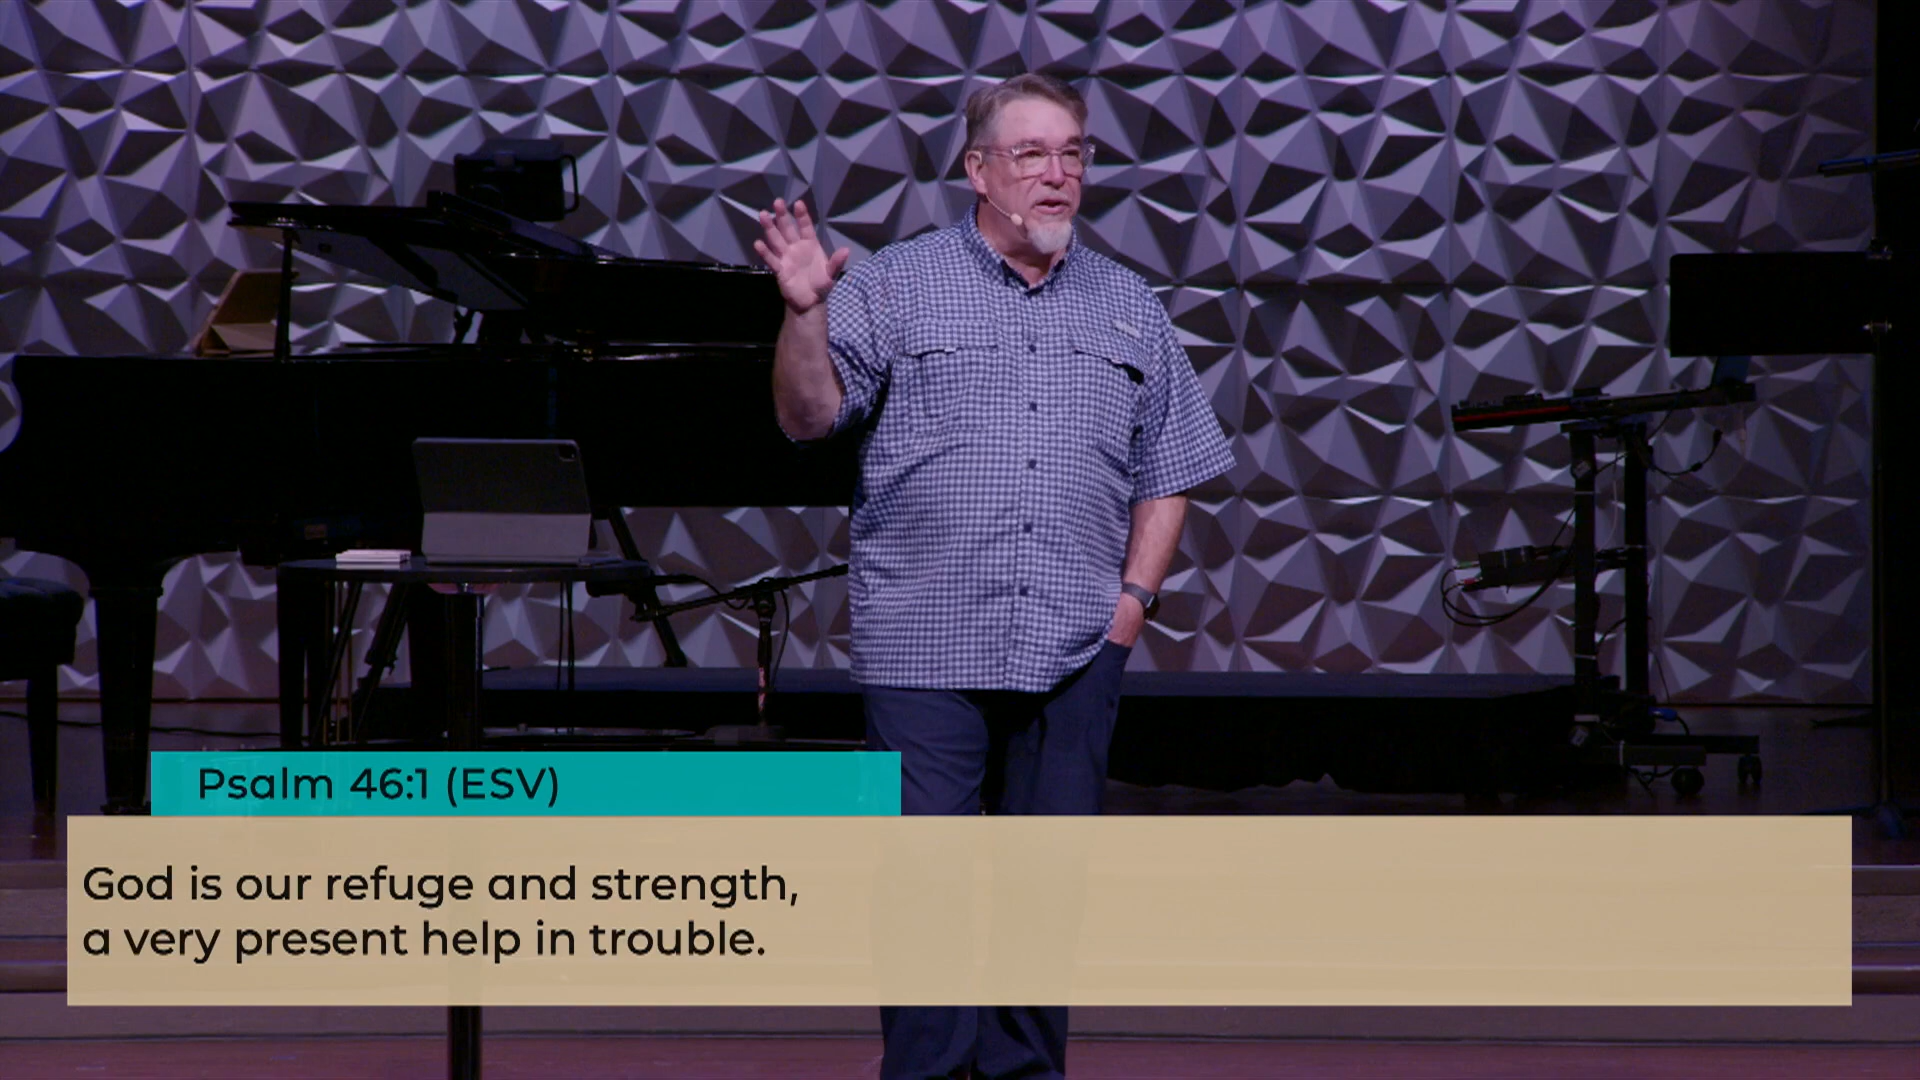 Psalm 46:1 (ESV)
God is our refuge and strength,
a very present help in trouble.